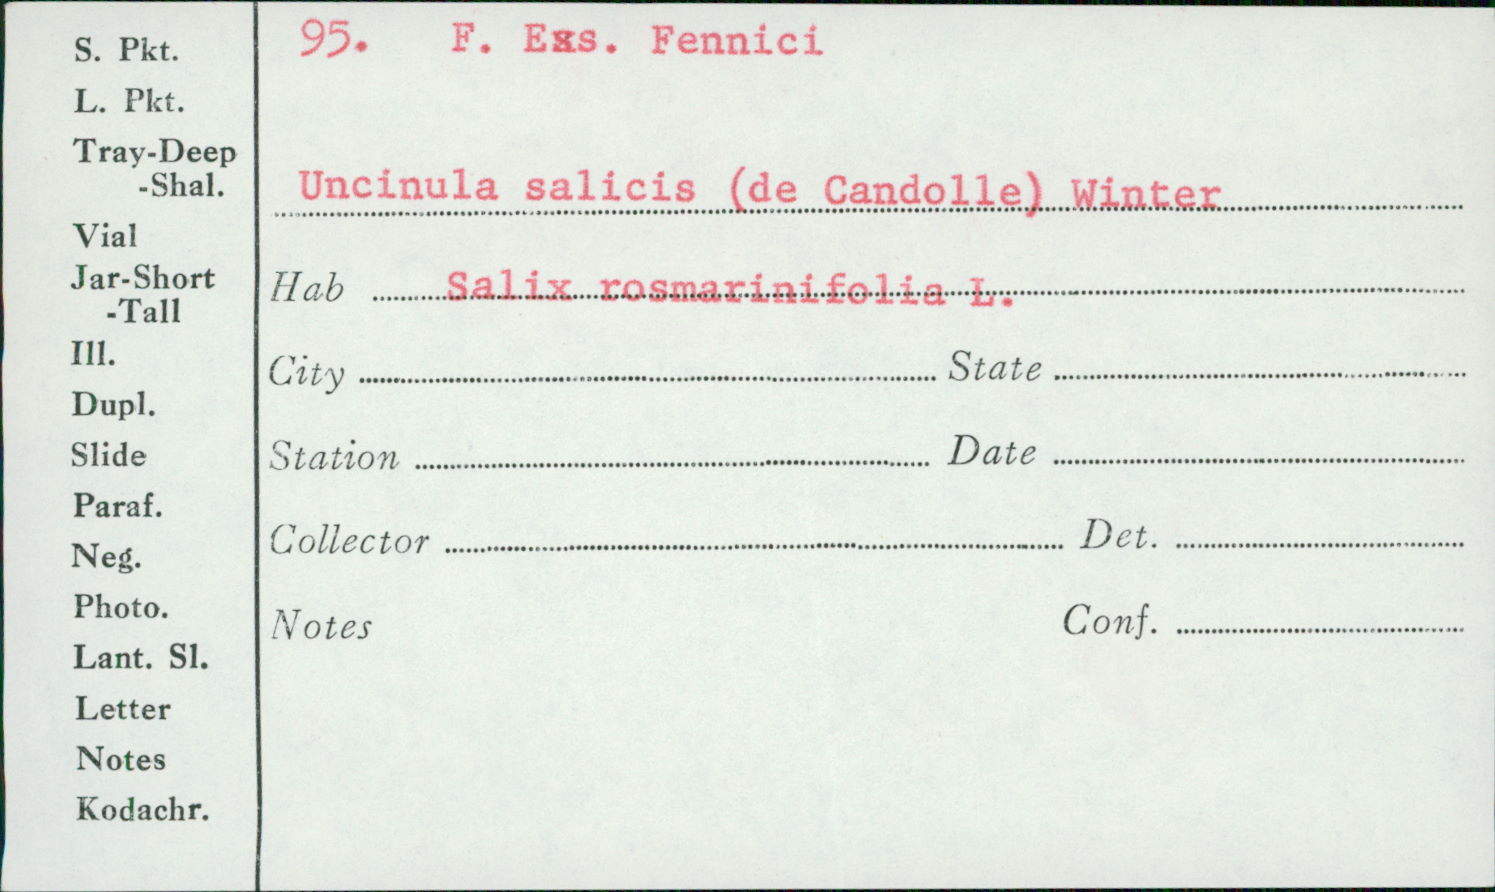 S. Pkt.
L. Pkt.
Tray-Deep
-Shal.
Vial
Jar-Short
-Tall
Ill.
Dupl.
Slide
Paraf.
Neg.
Photo.
Lant. Sl.
Letter
Notes
Kodachr.
95. F. Exs. Fennici
Uncinula salicis (de Candolle) Winter
Hab Salix rosmarinifolia L.
City State
Station Date
Collector Det.
Notes Conf.